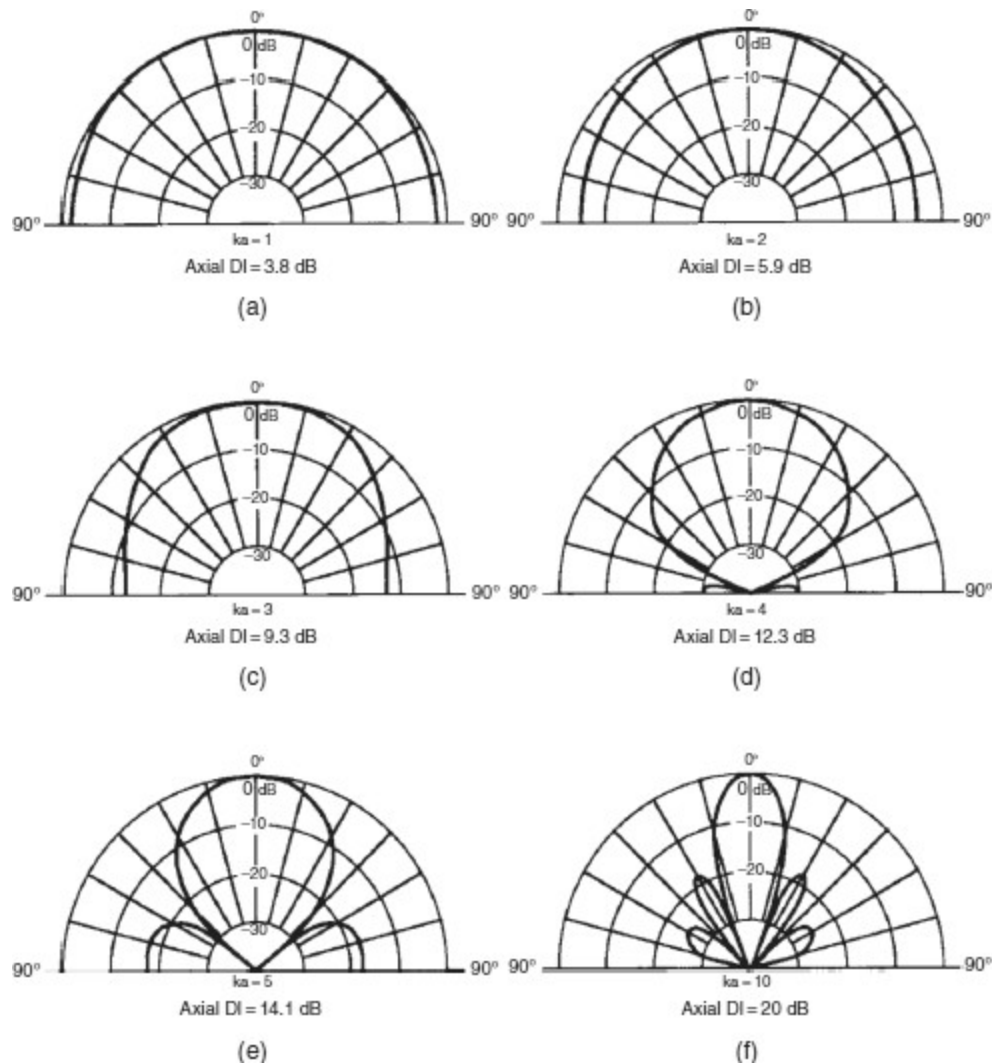 0°
0 dB
−10
−20
−30
90° 90°
ka = 1
Axial DI = 3.8 dB
(a)
0°
0 dB
−10
−20
−30
90° 90°
ka = 2
Axial DI = 5.9 dB
(b)
0°
0 dB
−10
−20
−30
90° 90°
ka = 3
Axial DI = 9.3 dB
(c)
0°
0 dB
−10
−20
−30
90° 90°
ka = 4
Axial DI = 12.3 dB
(d)
0°
0 dB
−10
−20
−30
90° 90°
ka = 5
Axial DI = 14.1 dB
(e)
0°
0 dB
−10
−20
90° 90°
ka = 10
Axial DI = 20 dB
(f)